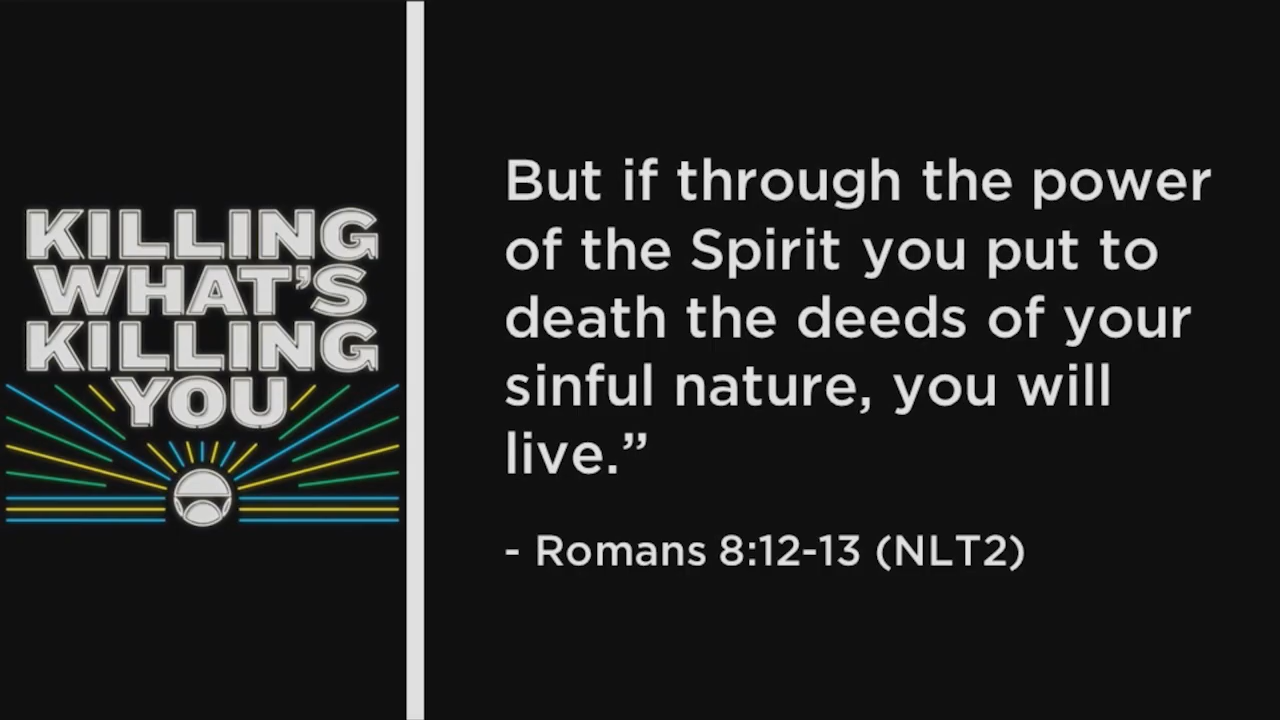 KILLING
WHAT'S
KILLING
YOU
But if through the power
of the Spirit you put to
death the deeds of your
sinful nature, you will
live.”
- Romans 8:12-13 (NLT2)